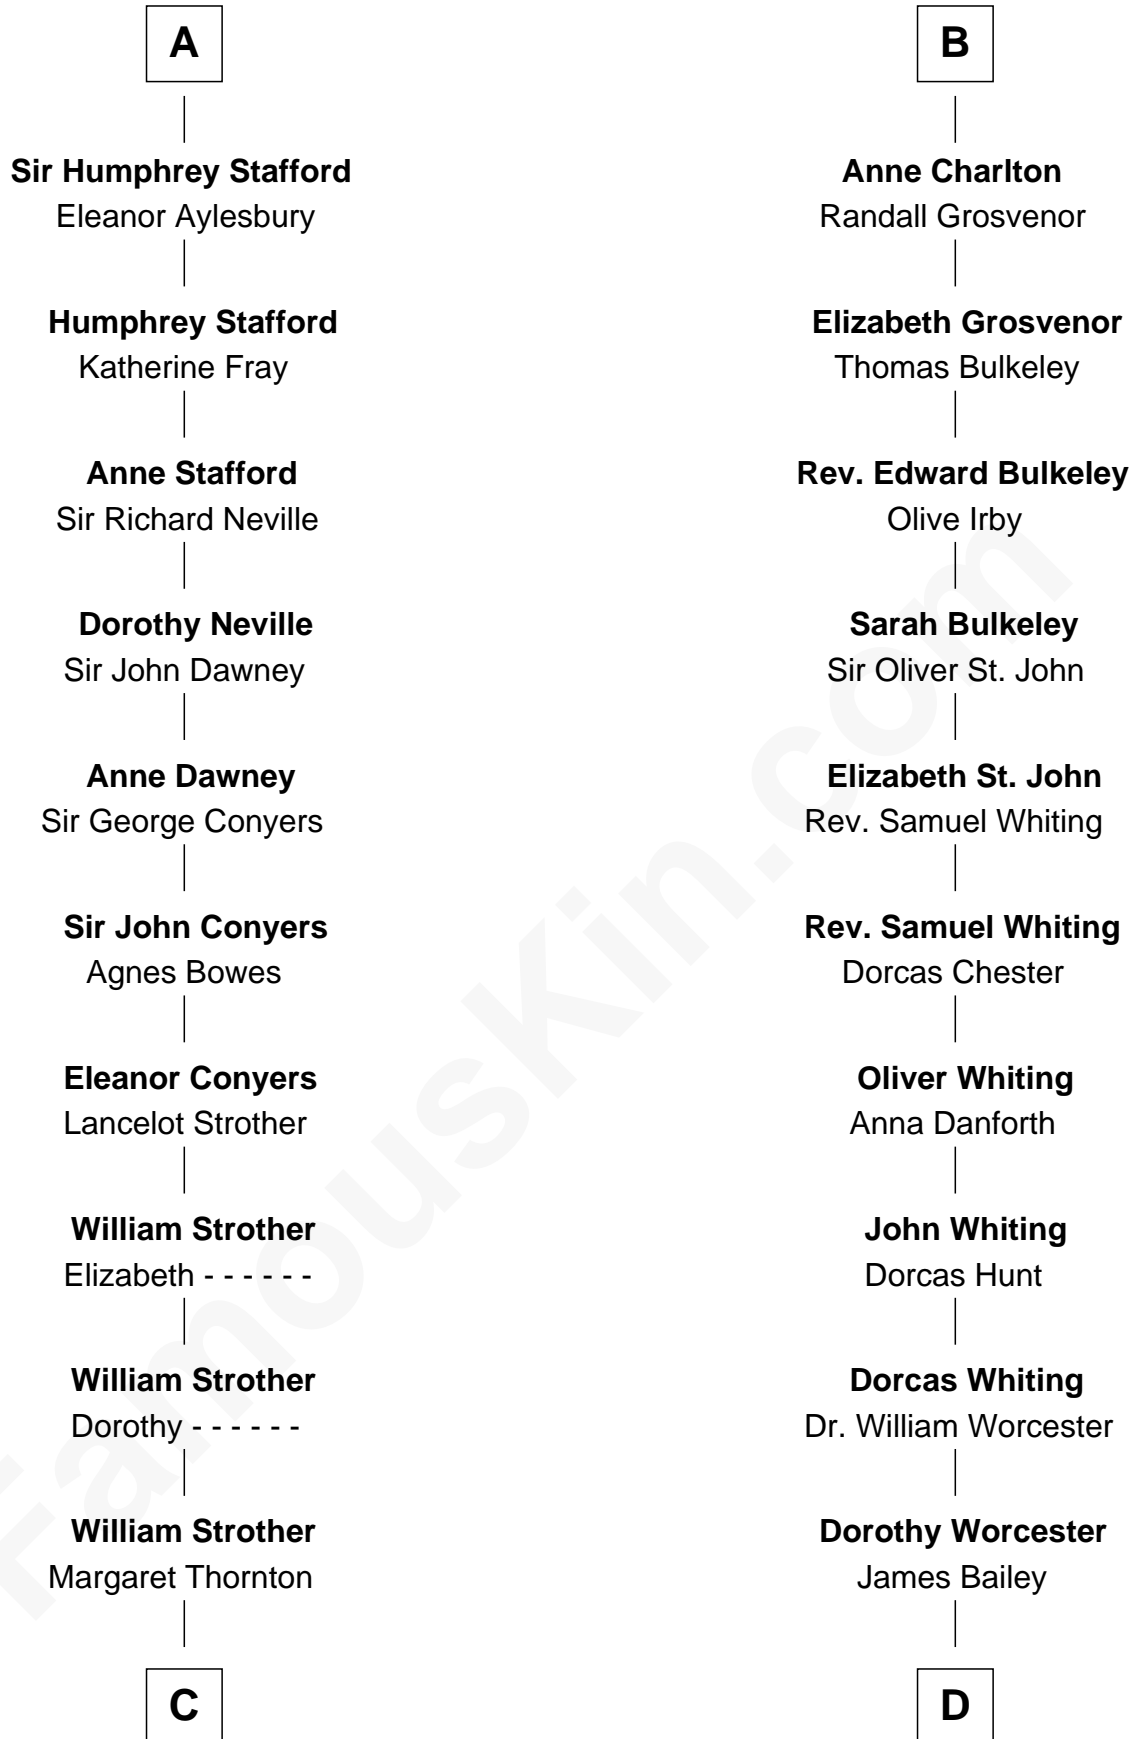 A
Sir Humphrey Stafford
Eleanor Aylesbury
Humphrey Stafford
Katherine Fray
Anne Stafford
Sir Richard Neville
Dorothy Neville
Sir John Dawney
Anne Dawney
Sir George Conyers
Sir John Conyers
Agnes Bowes
Eleanor Conyers
Lancelot Strother
William Strother
Elizabeth - - - - - -
William Strother
Dorothy - - - - - -
William Strother
Margaret Thornton
C
B
Anne Charlton
Randall Grosvenor
Elizabeth Grosvenor
Thomas Bulkeley
Rev. Edward Bulkeley
Olive Irby
Sarah Bulkeley
Sir Oliver St. John
Elizabeth St. John
Rev. Samuel Whiting
Rev. Samuel Whiting
Dorcas Chester
Oliver Whiting
Anna Danforth
John Whiting
Dorcas Hunt
Dorcas Whiting
Dr. William Worcester
Dorothy Worcester
James Bailey
D
FamousKin.com